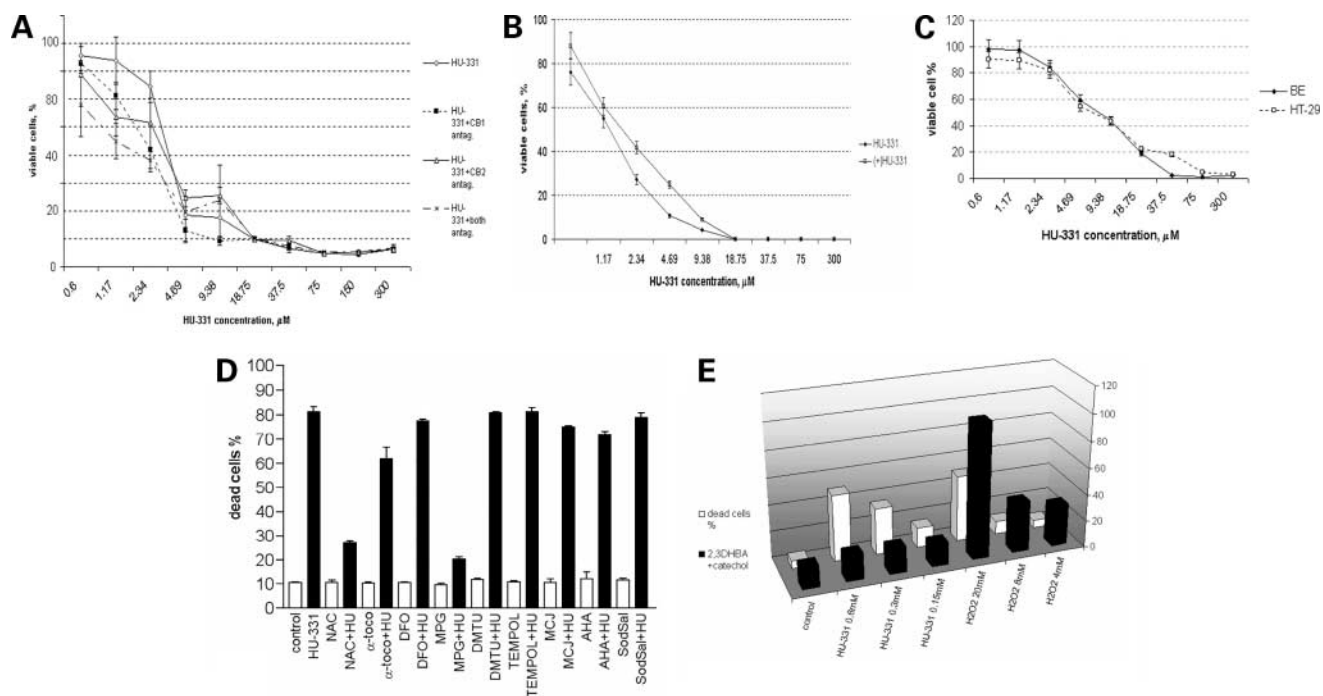 A
viable cells, %
100
80
60
40
20
0
0.6
1.17
2.34
4.69
9.38
18.75
37.5
75
150
300
HU-331 concentration, μM
HU-331
HU-
331+CB1
antag.
HU-
331+CB2
antag.
HU-
331+both
antag.
B
viable cells, %
100
80
60
40
20
0
1.17
2.34
4.69
9.38
18.75
37.5
75
300
HU-331 concentration, μM
HU-331
(+)HU-331
C
viable cell %
120
100
80
60
40
20
0
0.6
1.17
2.34
4.69
9.38
18.75
37.5
75
300
HU-331 concentration, μM
BE
HT-29
D
dead cells %
100
90
80
70
60
50
40
30
20
10
0
control
HU-331
NAC
NAC+HU
α-toco
α-toco+HU
DFO
DFO+HU
MPG
MPG+HU
DMTU
DMTU+HU
TEMPOL
TEMPOL+HU
MCJ
MCJ+HU
AHA
AHA+HU
SodSal
SodSal+HU
E
dead cells
%
2,3DHBA
+catechol
120
100
80
60
40
20
0
control
HU-331 0.6mM
HU-331 0.3mM
HU-331 0.15mM
H2O2 20mM
H2O2 8mM
H2O2 4mM